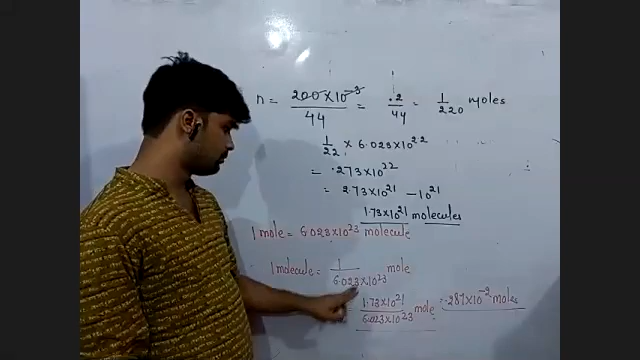 n = 200 × 10⁻³ / 44 = .2 / 44 = 1/220 moles
1/22 × 6.023 × 10²²
= .273 × 10²²
= 2.73 × 10²¹ − 10²¹
1.73 × 10²¹ molecules
1 mole = 6.023 × 10²³ molecule
1 molecule = 1 / 6.023 × 10²³ mole
1.73 × 10²¹ / 6.023 × 10²³ mole = .287 × 10⁻² moles